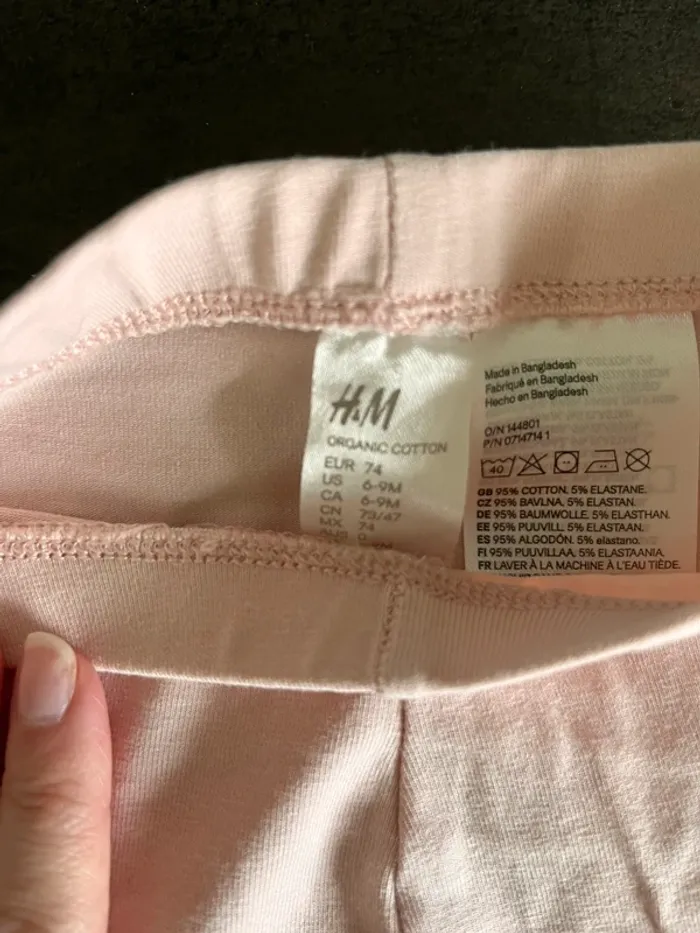 H&M
ORGANIC COTTON
EUR 74
US 6-9M
CA 6-9M
CN 73/47
MX 74
Made in Bangladesh
Fabriqué en Bangladesh
Hecho en Bangladesh
O/N 144801
P/N 0714714 1
40
GB 95% COTTON. 5% ELASTANE.
CZ 95% BAVLNA, 5% ELASTAN.
DE 95% BAUMWOLLE, 5% ELASTHAN.
EE 95% PUUVILL, 5% ELASTAAN.
ES 95% ALGODÓN. 5% elastano.
FI 95% PUUVILLAA, 5% ELASTAANIA.
FR LAVER À LA MACHINE À L'EAU TIÈDE.